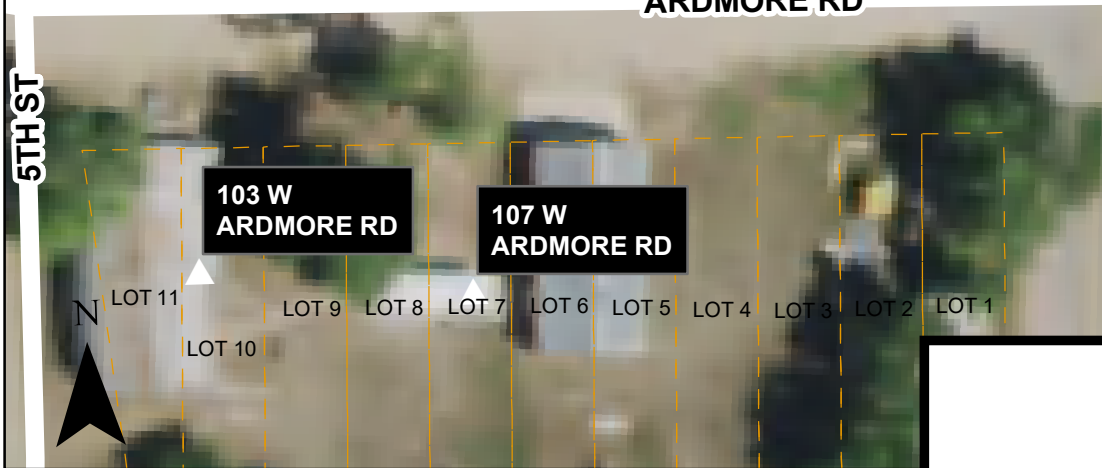 ARDMORE RD
5TH ST
103 W
ARDMORE RD
107 W
ARDMORE RD
LOT 11
LOT 10
LOT 9
LOT 8
LOT 7
LOT 6
LOT 5
LOT 4
LOT 3
LOT 2
LOT 1
N